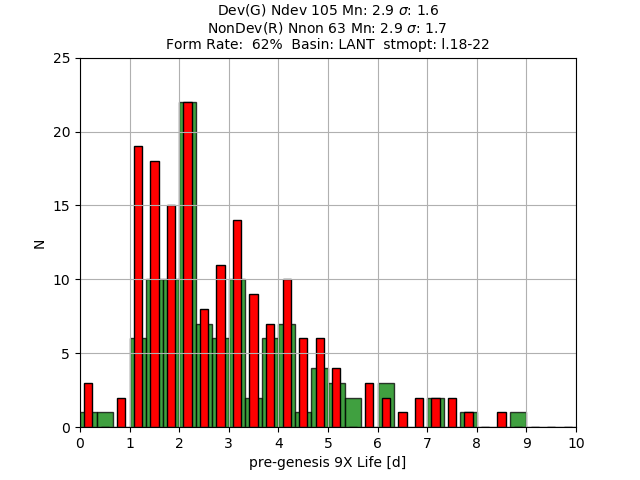 Dev(G) Ndev 105 Mn: 2.9 σ: 1.6
NonDev(R) Nnon 63 Mn: 2.9 σ: 1.7
Form Rate:  62%  Basin: LANT  stmopt: l.18-22
25
20
15
10
5
0
N
0 1 2 3 4 5 6 7 8 9 10
pre-genesis 9X Life [d]